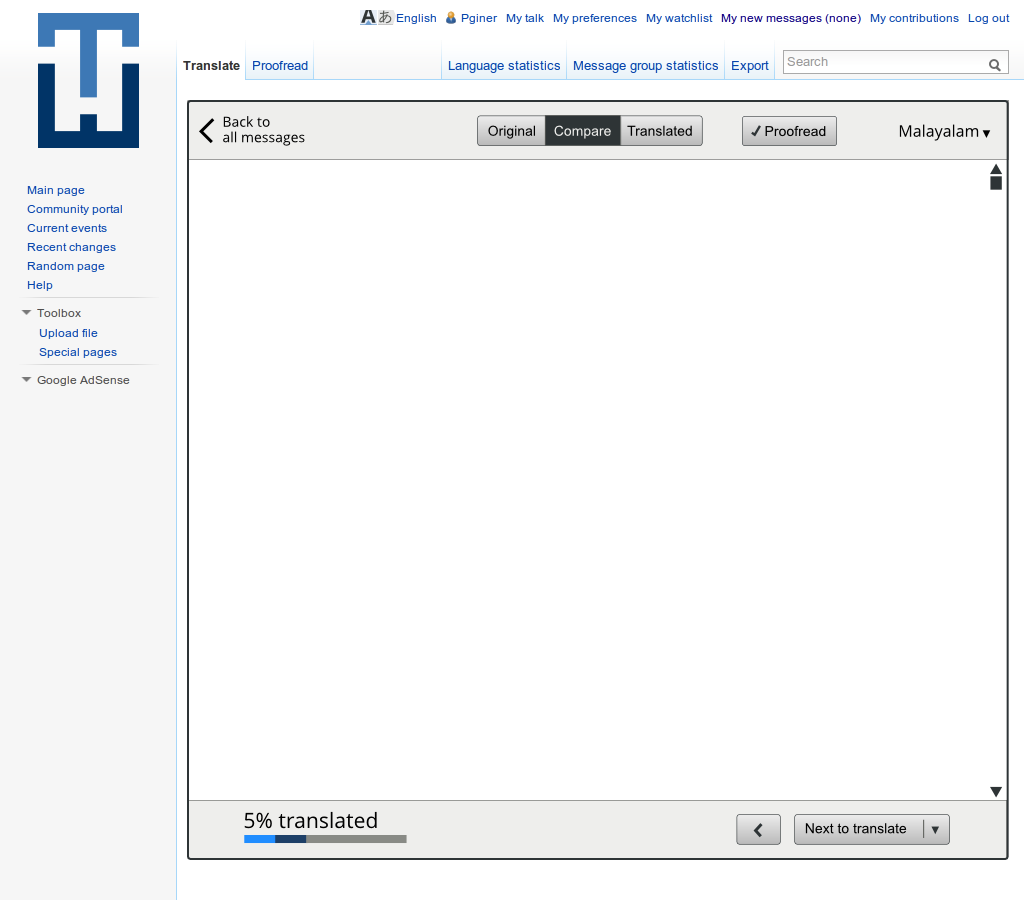 Aあ English Pginer My talk My preferences My watchlist My new messages (none) My contributions Log out
Translate Proofread Language statistics Message group statistics Export Search
Back to
all messages
Original Compare Translated ✓Proofread Malayalam ▾
Main page
Community portal
Current events
Recent changes
Random page
Help
Toolbox
Upload file
Special pages
Google AdSense
5% translated
Next to translate